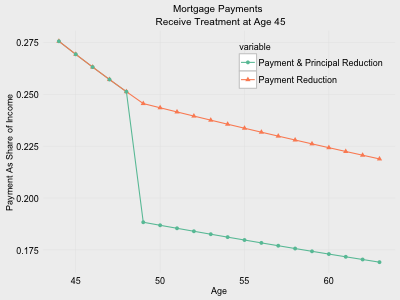 Mortgage Payments
Receive Treatment at Age 45
variable
Payment & Principal Reduction
Payment Reduction
Payment As Share of Income
0.275
0.250
0.225
0.200
0.175
45 50 55 60
Age